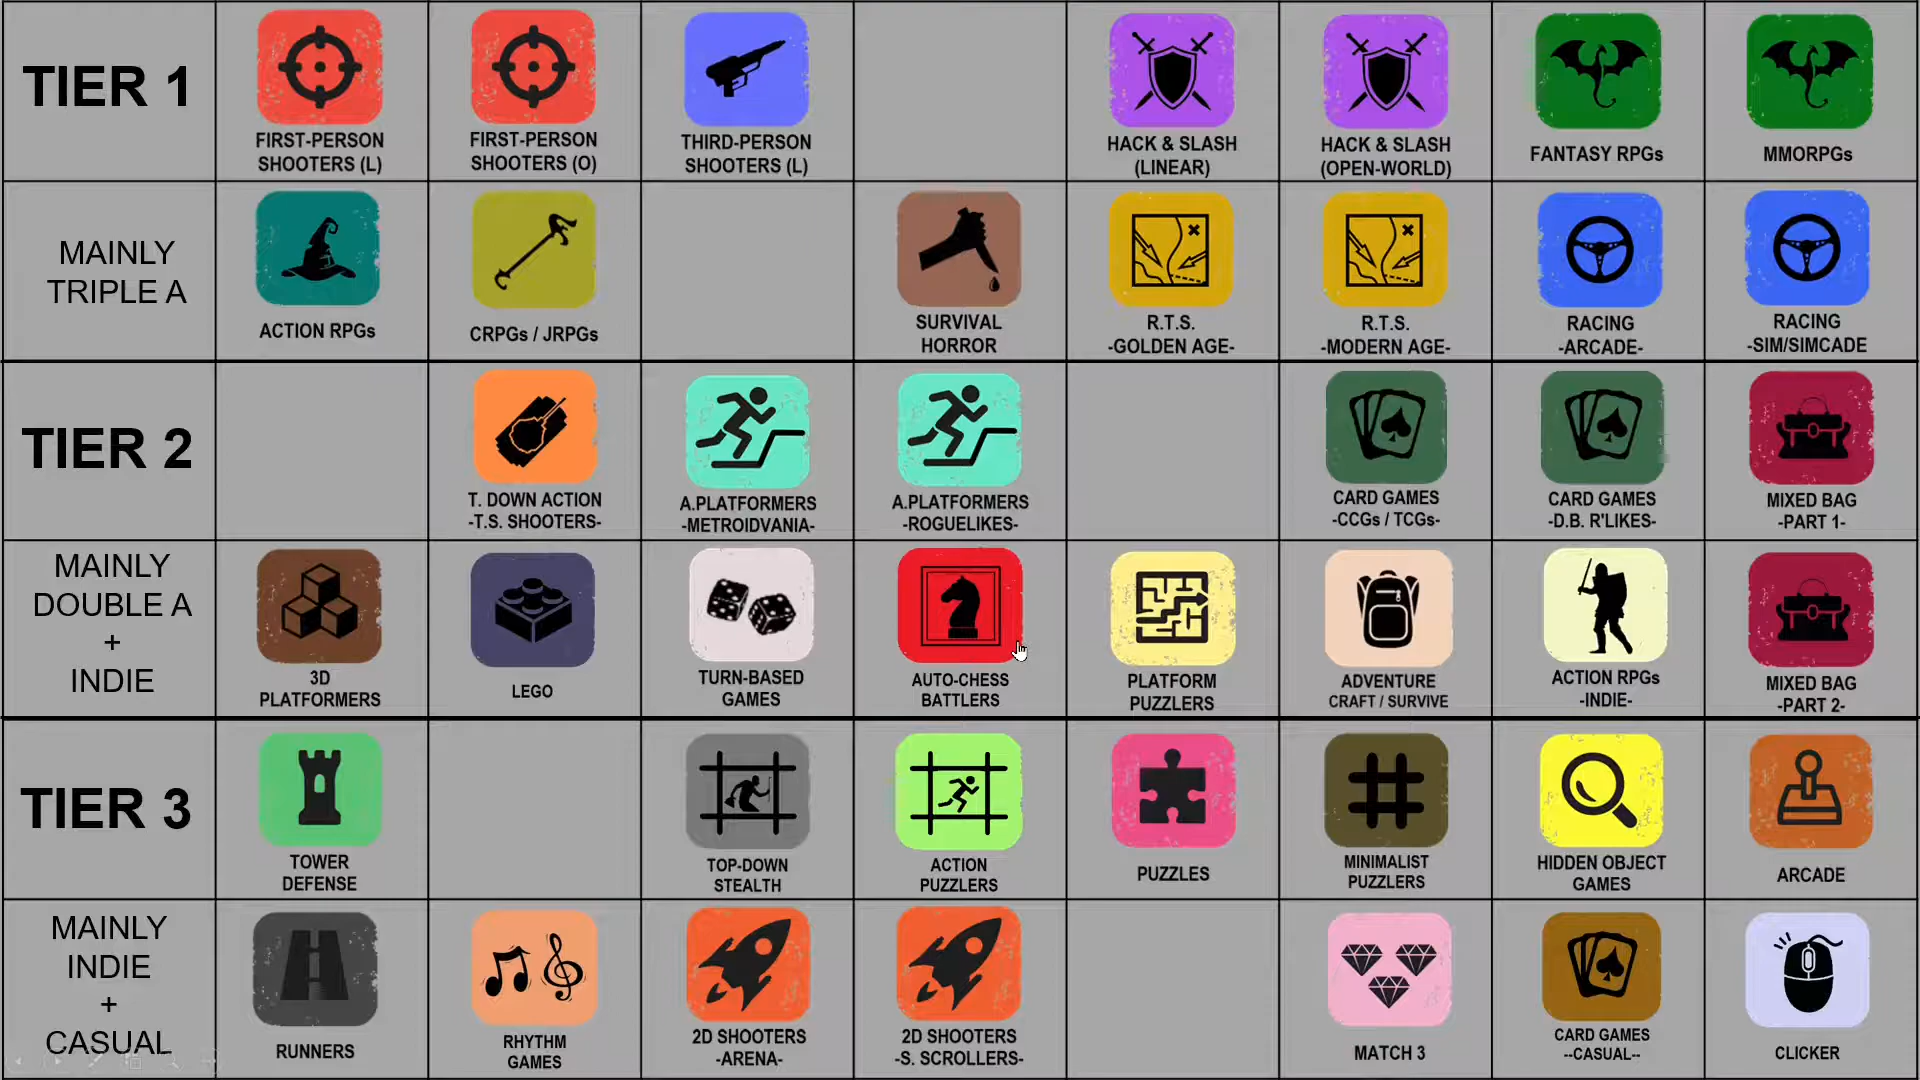 TIER 1
FIRST-PERSON
SHOOTERS (L)
FIRST-PERSON
SHOOTERS (O)
THIRD-PERSON
SHOOTERS (L)
HACK & SLASH
(LINEAR)
HACK & SLASH
(OPEN-WORLD)
FANTASY RPGs
MMORPGs
MAINLY
TRIPLE A
ACTION RPGs
CRPGs / JRPGs
SURVIVAL
HORROR
R.T.S.
-GOLDEN AGE-
R.T.S.
-MODERN AGE-
RACING
-ARCADE-
RACING
-SIM/SIMCADE
TIER 2
T. DOWN ACTION
-T.S. SHOOTERS-
A.PLATFORMERS
-METROIDVANIA-
A.PLATFORMERS
-ROGUELIKES-
CARD GAMES
-CCGs / TCGs-
CARD GAMES
-D.B. R'LIKES-
MIXED BAG
-PART 1-
MAINLY
DOUBLE A
+
INDIE
3D
PLATFORMERS
LEGO
TURN-BASED
GAMES
AUTO-CHESS
BATTLERS
PLATFORM
PUZZLERS
ADVENTURE
CRAFT / SURVIVE
ACTION RPGs
-INDIE-
MIXED BAG
-PART 2-
TIER 3
TOWER
DEFENSE
TOP-DOWN
STEALTH
ACTION
PUZZLERS
PUZZLES
MINIMALIST
PUZZLERS
HIDDEN OBJECT
GAMES
ARCADE
MAINLY
INDIE
+
CASUAL
RUNNERS
RHYTHM
GAMES
2D SHOOTERS
-ARENA-
2D SHOOTERS
-S. SCROLLERS-
MATCH 3
CARD GAMES
--CASUAL--
CLICKER